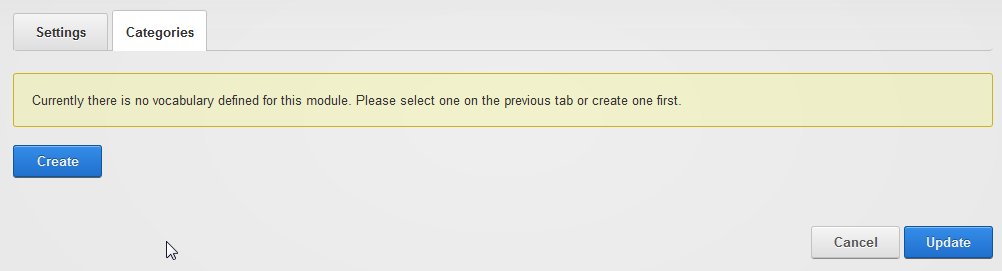 Settings
Categories
Currently there is no vocabulary defined for this module. Please select one on the previous tab or create one first.
Create
Cancel
Update